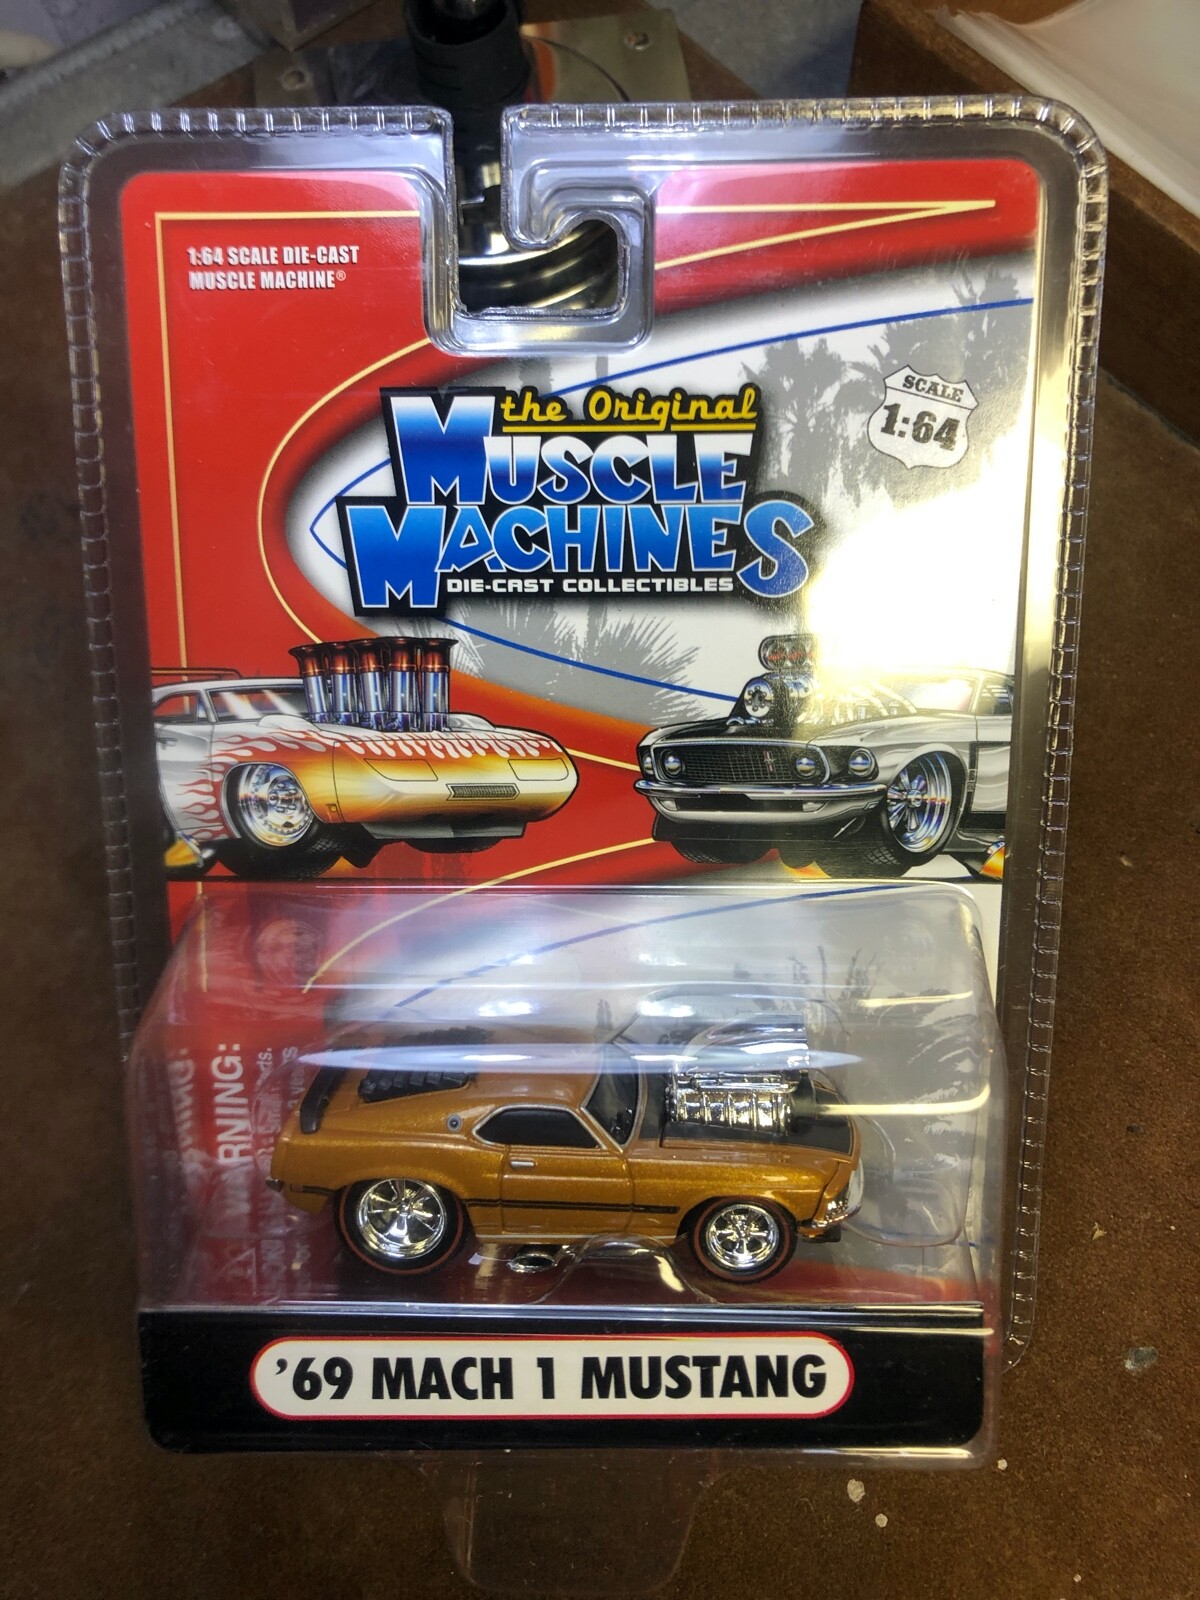 1:64 SCALE DIE-CAST
MUSCLE MACHINE®
the Original
MUSCLE
MACHINES
DIE-CAST COLLECTIBLES
SCALE
1:64
WARNING:
'69 MACH 1 MUSTANG